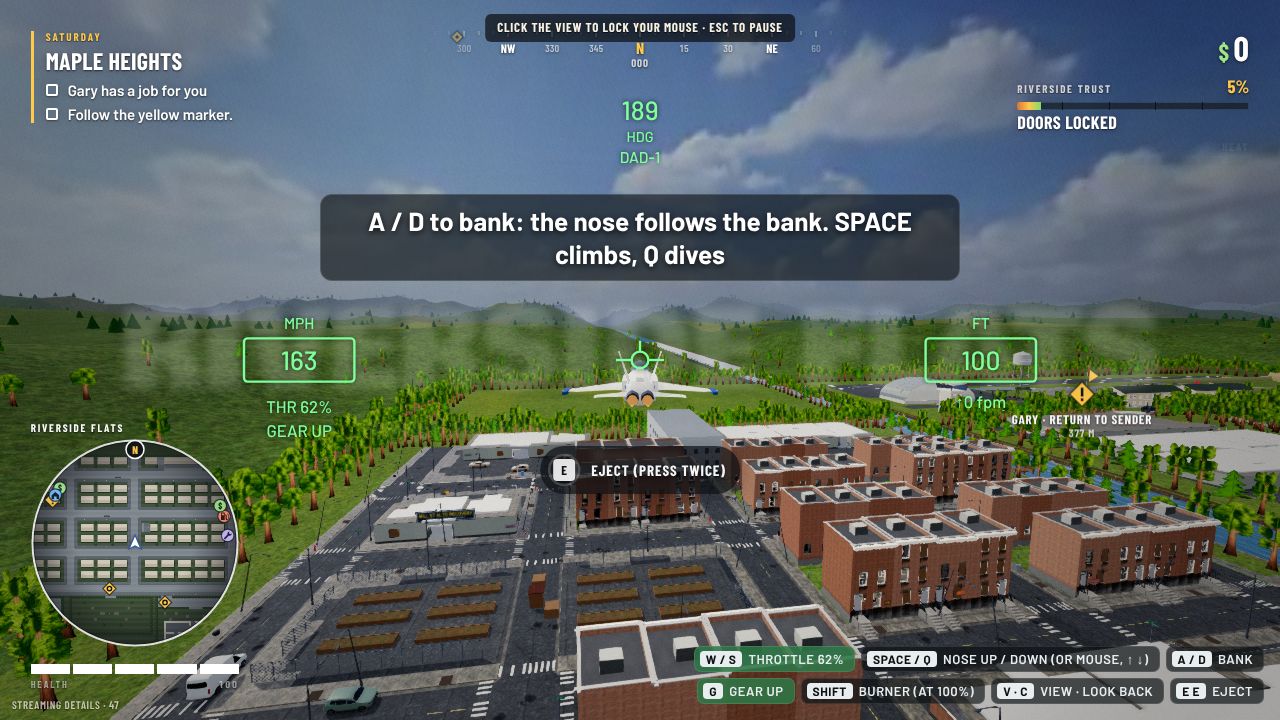 CLICK THE VIEW TO LOCK YOUR MOUSE · ESC TO PAUSE
SATURDAY
MAPLE HEIGHTS
Gary has a job for you
Follow the yellow marker.
300 NW 330 345 N 15 30 NE 60
000
$ 0
RIVERSIDE TRUST 5%
DOORS LOCKED
HEAT
189
HDG
DAD-1
A / D to bank: the nose follows the bank. SPACE
climbs, Q dives
MPH
163
THR 62%
GEAR UP
FT
100
↑0 fpm
GARY · RETURN TO SENDER
377 M
E EJECT (PRESS TWICE)
RIVERSIDE FLATS
N
HEALTH 100
STREAMING DETAILS · 47
W / S THROTTLE 62% SPACE / Q NOSE UP / DOWN (OR MOUSE, ↑ ↓) A / D BANK
G GEAR UP SHIFT BURNER (AT 100%) V · C VIEW · LOOK BACK E E EJECT